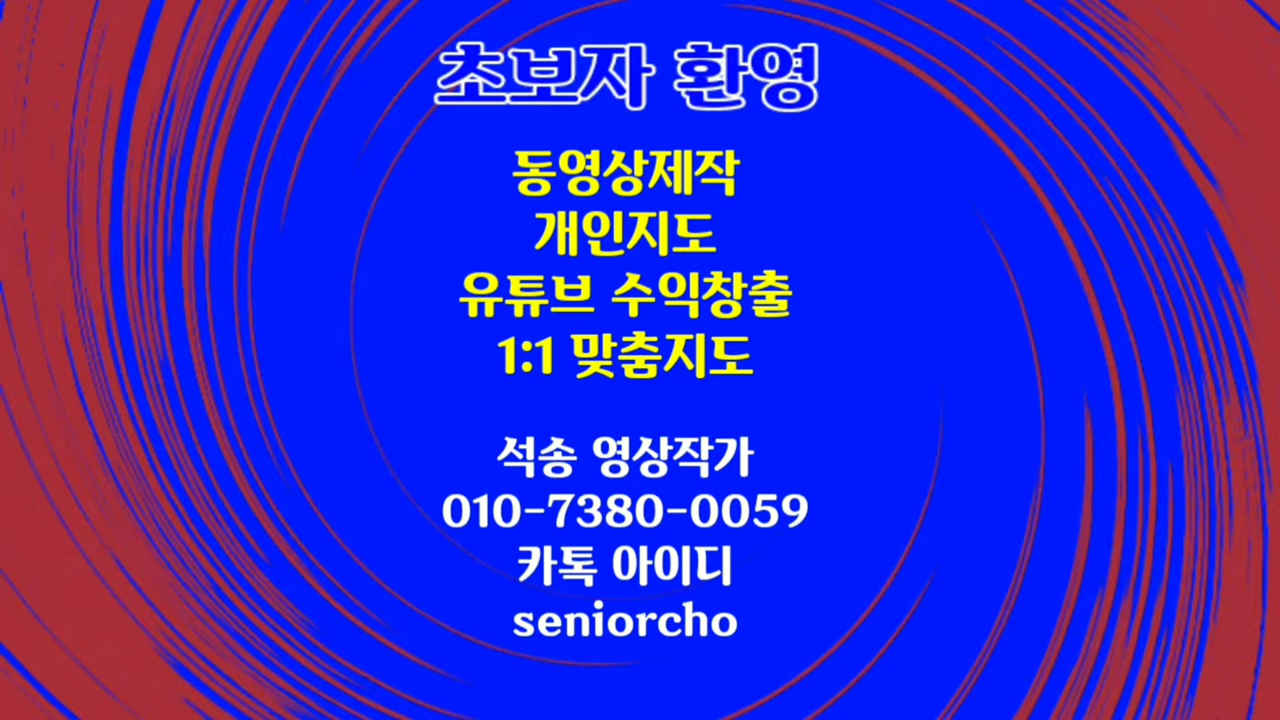 초보자 환영
동영상제작
개인지도
유튜브 수익창출
1:1 맞춤지도
석송 영상작가
010-7380-0059
카톡 아이디
seniorcho